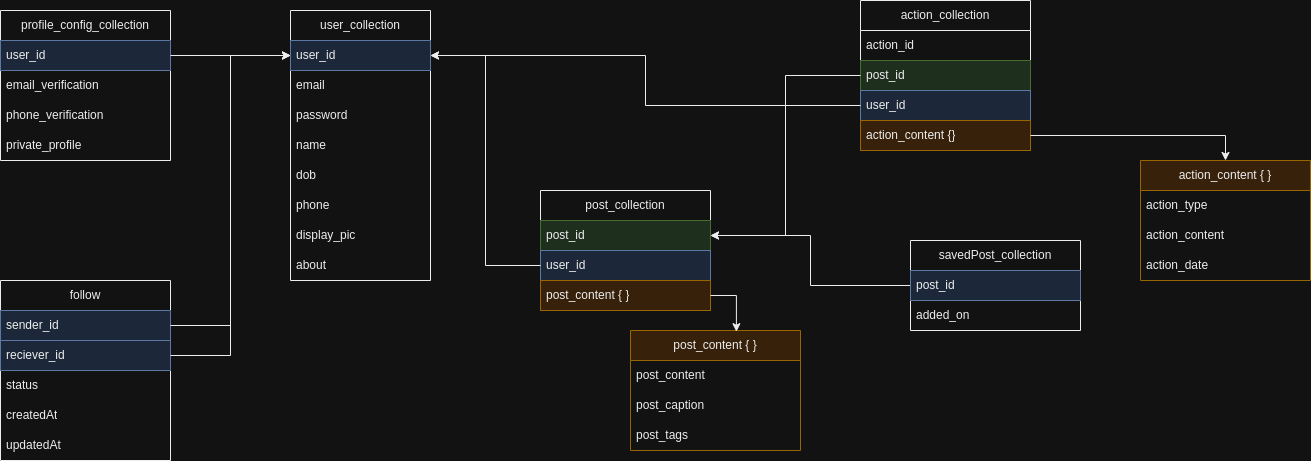 profile_config_collection
user_id
email_verification
phone_verification
private_profile
user_collection
user_id
email
password
name
dob
phone
display_pic
about
action_collection
action_id
post_id
user_id
action_content {}
action_content { }
action_type
action_content
action_date
post_collection
post_id
user_id
post_content { }
post_content { }
post_content
post_caption
post_tags
savedPost_collection
post_id
added_on
follow
sender_id
reciever_id
status
createdAt
updatedAt